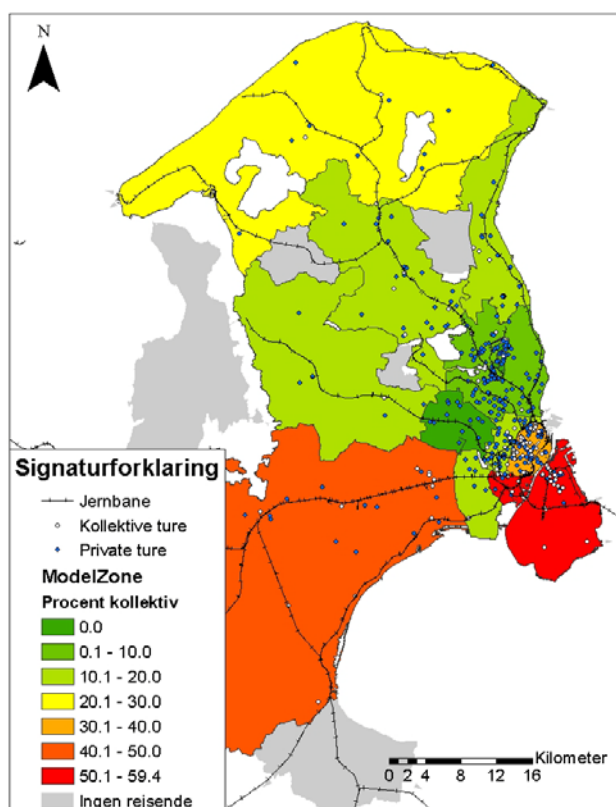 N
Signaturforklaring
Jernbane
Kollektive ture
Private ture
ModelZone
Procent kollektiv
0.0
0.1 - 10.0
10.1 - 20.0
20.1 - 30.0
30.1 - 40.0
40.1 - 50.0
50.1 - 59.4
Ingen rejsende
Kilometer
0 2 4 8 12 16